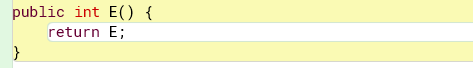 public int E() {
    return E;
}